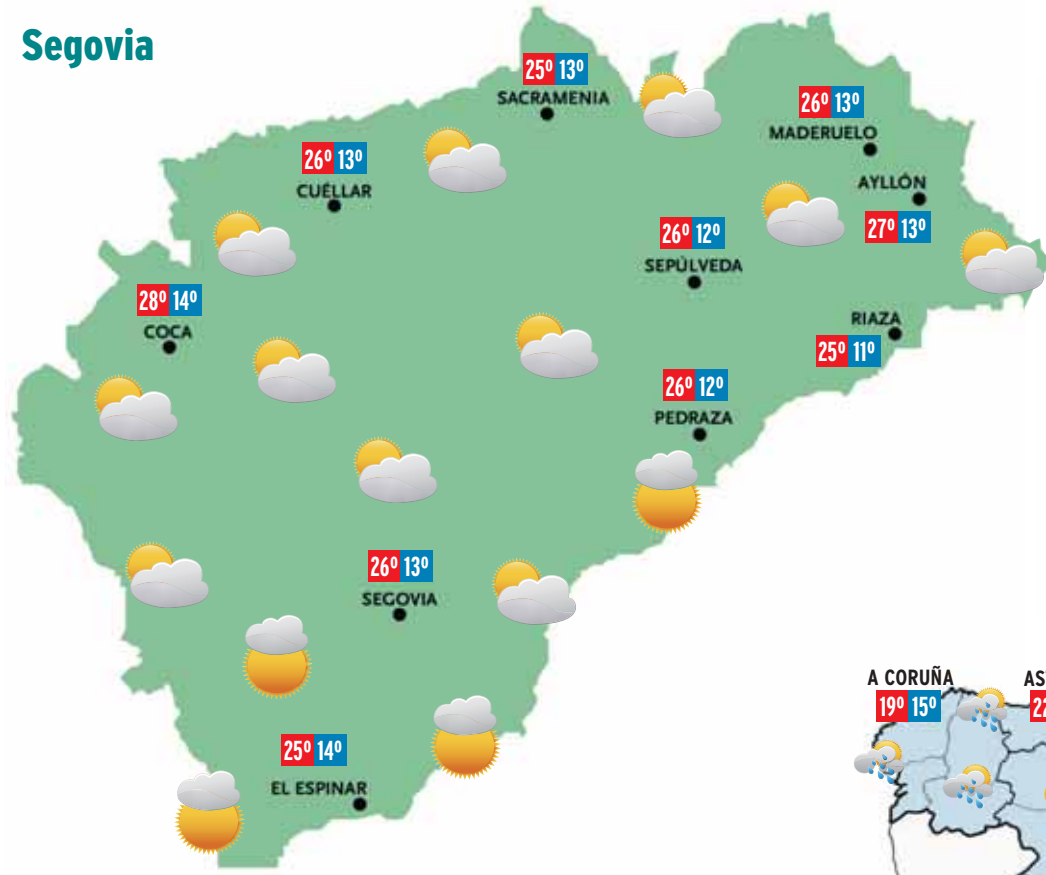 Segovia
25º 13º
SACRAMENIA
26º 13º
MADERUELO
26º 13º
CUÉLLAR
AYLLÓN
27º 13º
26º 12º
SEPÚLVEDA
28º 14º
COCA
RIAZA
25º 11º
26º 12º
PEDRAZA
26º 13º
SEGOVIA
A CORUÑA
19º 15º
AS
22
25º 14º
EL ESPINAR